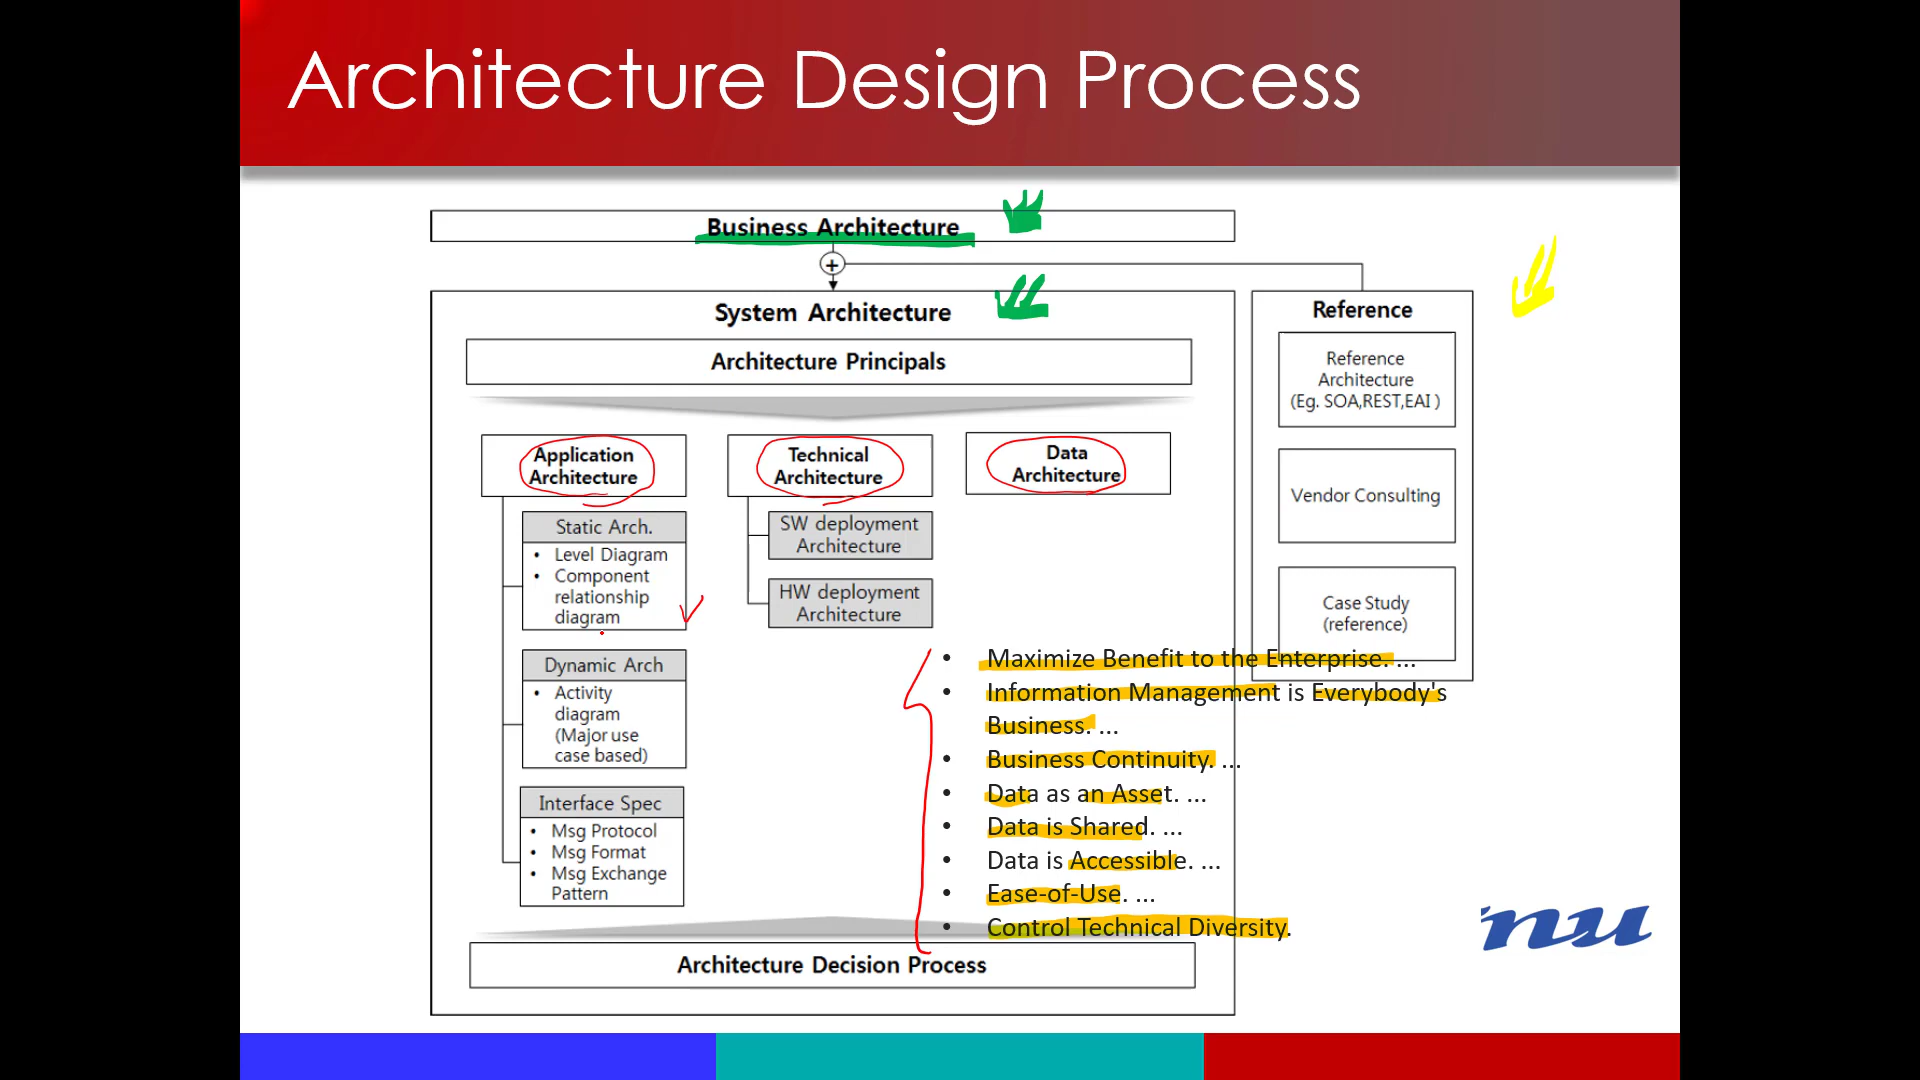 Architecture Design Process
Business Architecture
+
System Architecture
Architecture Principals
Application
Architecture
Static Arch.
• Level Diagram
• Component
relationship
diagram
Dynamic Arch
• Activity
diagram
(Major use
case based)
Interface Spec
• Msg Protocol
• Msg Format
• Msg Exchange
Pattern
Technical
Architecture
SW deployment
Architecture
HW deployment
Architecture
Data
Architecture
Reference
Reference
Architecture
(Eg. SOA,REST,EAI )
Vendor Consulting
Case Study
(reference)
• Maximize Benefit to the Enterprise. ...
• Information Management is Everybody's
Business. ...
• Business Continuity. ...
• Data as an Asset. ...
• Data is Shared. ...
• Data is Accessible. ...
• Ease-of-Use. ...
• Control Technical Diversity.
Architecture Decision Process
nu